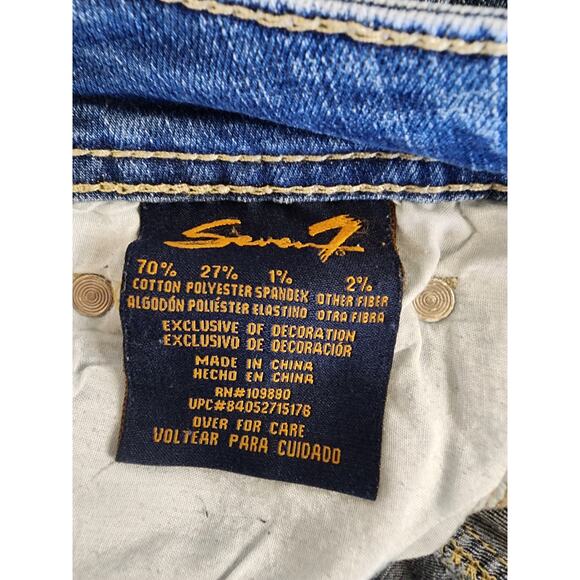 Seven7
70% 27% 1% 2%
COTTON POLYESTER SPANDEX OTHER FIBER
ALGODÓN POLIÉSTER ELASTINO OTRA FIBRA
EXCLUSIVE OF DECORATION
EXCLUSIVO DE DECORACIÓR
MADE IN CHINA
HECHO EN CHINA
RN#109890
UPC#84052715176
OVER FOR CARE
VOLTEAR PARA CUIDADO